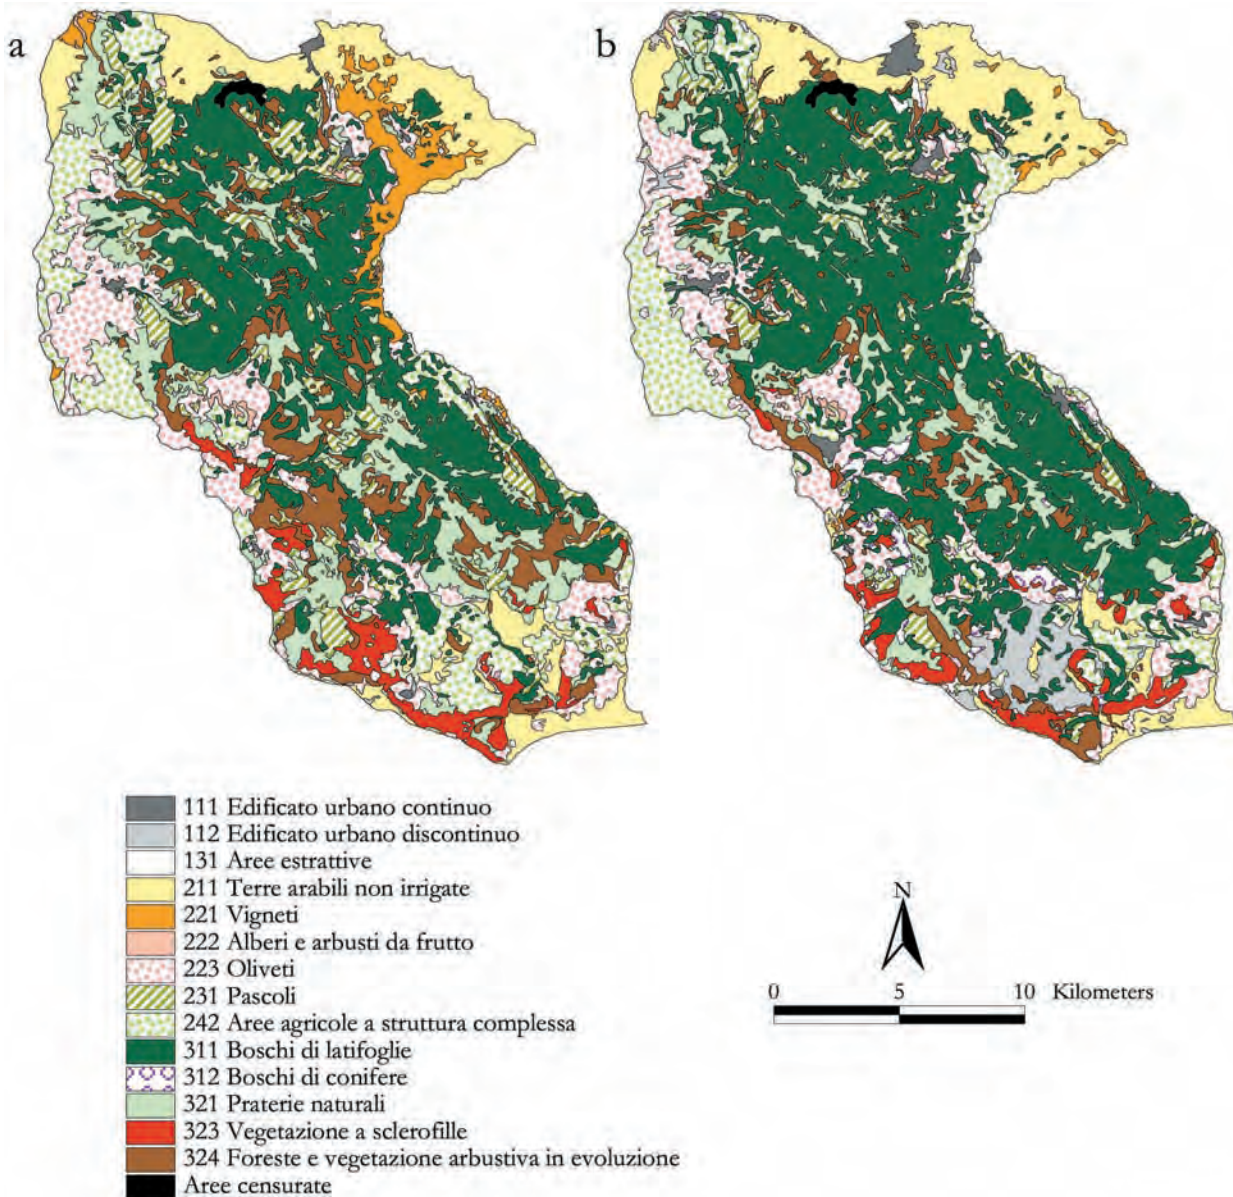 a
b
111 Edificato urbano continuo
112 Edificato urbano discontinuo
131 Aree estrattive
211 Terre arabili non irrigate
221 Vigneti
222 Alberi e arbusti da frutto
223 Oliveti
231 Pascoli
242 Aree agricole a struttura complessa
311 Boschi di latifoglie
312 Boschi di conifere
321 Praterie naturali
323 Vegetazione a sclerofille
324 Foreste e vegetazione arbustiva in evoluzione
Aree censurate
N
0 5 10 Kilometers